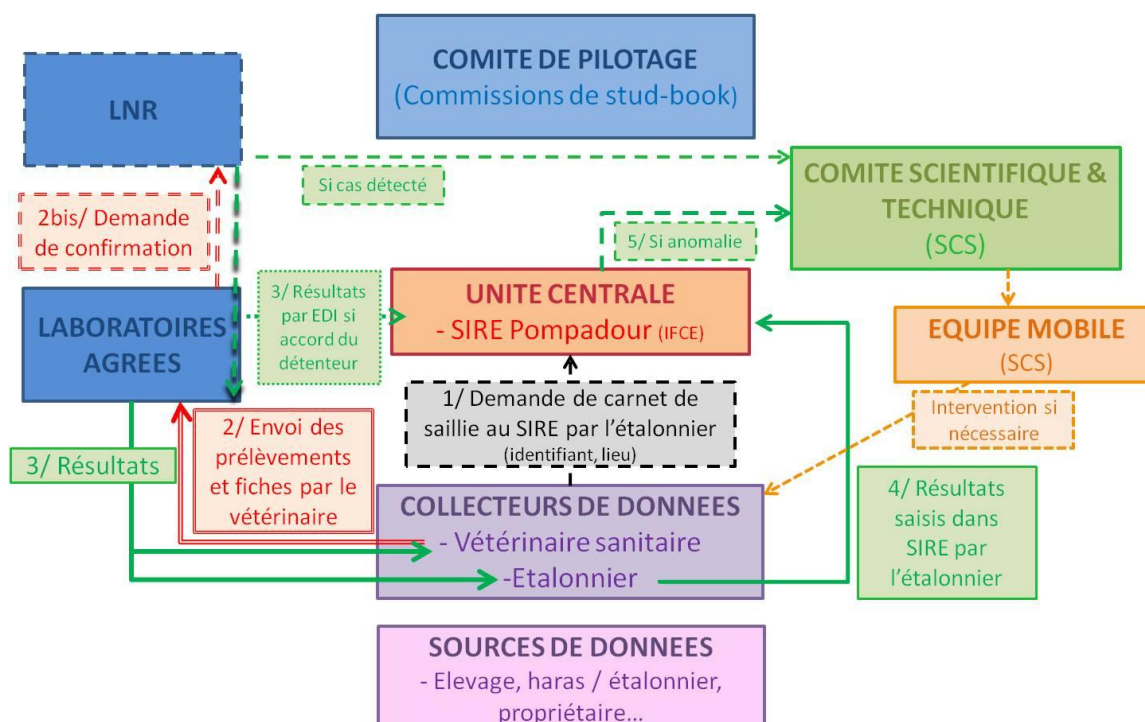 COMITE DE PILOTAGE
(Commissions de stud-book)
LNR
Si cas détecté
COMITE SCIENTIFIQUE &
TECHNIQUE
(SCS)
2bis/ Demande
de confirmation
5/ Si anomalie
3/ Résultats
par EDI si
accord du
détenteur
UNITE CENTRALE
- SIRE Pompadour (IFCE)
LABORATOIRES
AGREES
EQUIPE MOBILE
(SCS)
1/ Demande de carnet de
saillie au SIRE par l'étalonnier
(identifiant, lieu)
Intervention si
nécessaire
2/ Envoi des
prélèvements
et fiches par le
vétérinaire
3/ Résultats
4/ Résultats
saisis dans
SIRE par
l'étalonnier
COLLECTEURS DE DONNEES
- Vétérinaire sanitaire
-Etalonnier
SOURCES DE DONNEES
- Elevage, haras / étalonnier,
propriétaire...